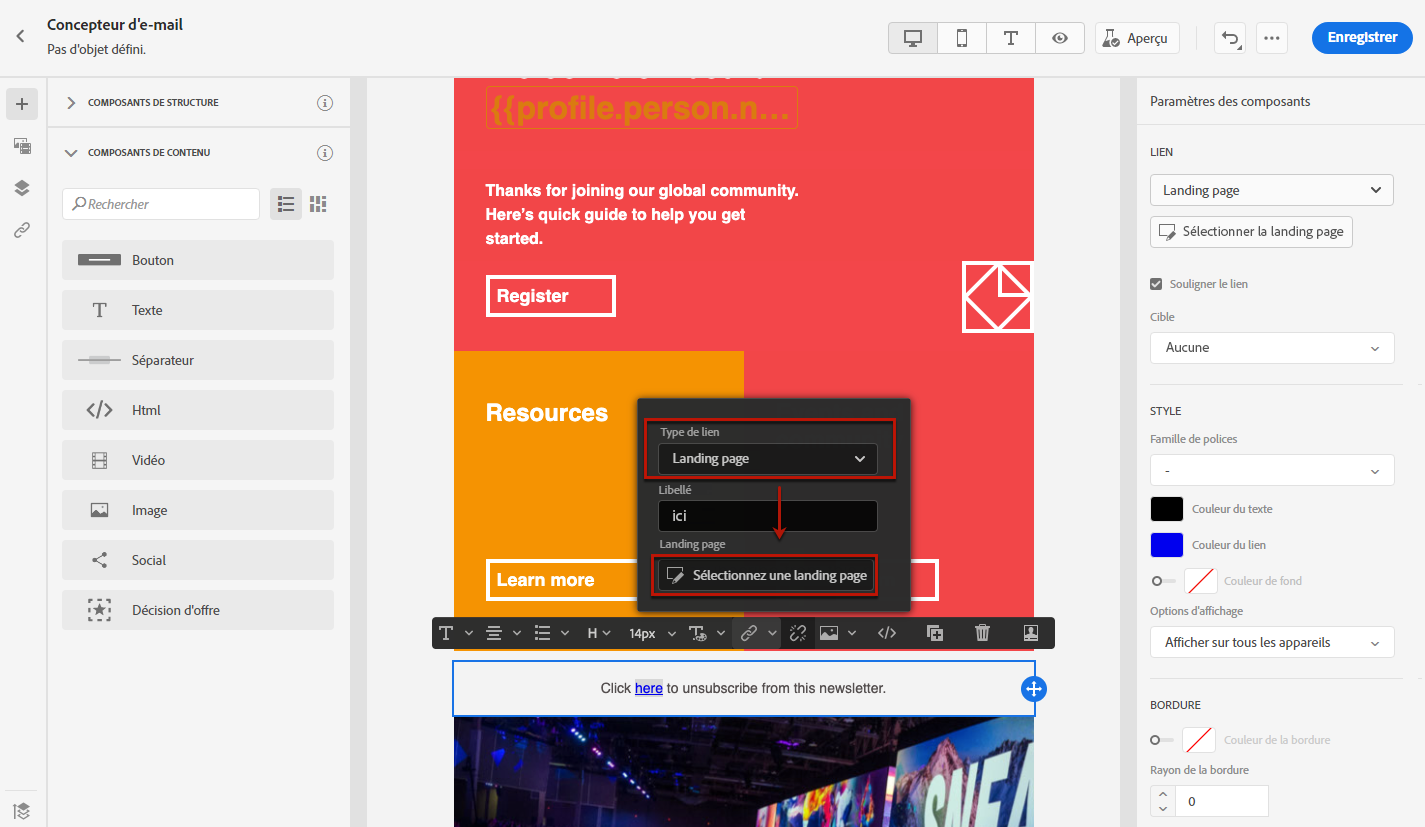 Concepteur d'e-mail
Pas d'objet défini.
Aperçu
Enregistrer
COMPOSANTS DE STRUCTURE
COMPOSANTS DE CONTENU
Rechercher
Bouton
Texte
Séparateur
Html
Vidéo
Image
Social
Décision d'offre
{{profile.person.n...
Thanks for joining our global community.
Here's quick guide to help you get
started.
Register
Resources
Learn more
Type de lien
Landing page
Libellé
ici
Landing page
Sélectionnez une landing page
H
14px
Click here to unsubscribe from this newsletter.
Paramètres des composants
LIEN
Landing page
Sélectionner la landing page
Souligner le lien
Cible
Aucune
STYLE
Famille de polices
-
Couleur du texte
Couleur du lien
Couleur de fond
Options d'affichage
Afficher sur tous les appareils
BORDURE
Couleur de la bordure
Rayon de la bordure
0